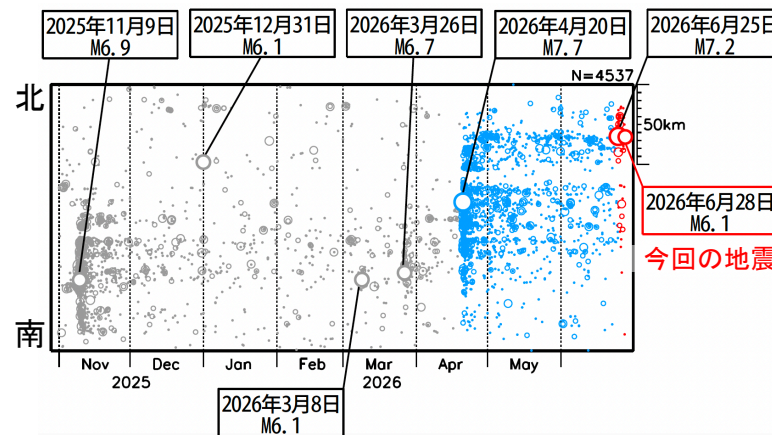 2025年11月9日
M6.9
2025年12月31日
M6.1
2026年3月26日
M6.7
2026年4月20日
M7.7
2026年6月25日
M7.2
N=4537
北
50km
2026年6月28日
M6.1
今回の地震
南
Nov
Dec
Jan
Feb
Mar
Apr
May
2025
2026
2026年3月8日
M6.1